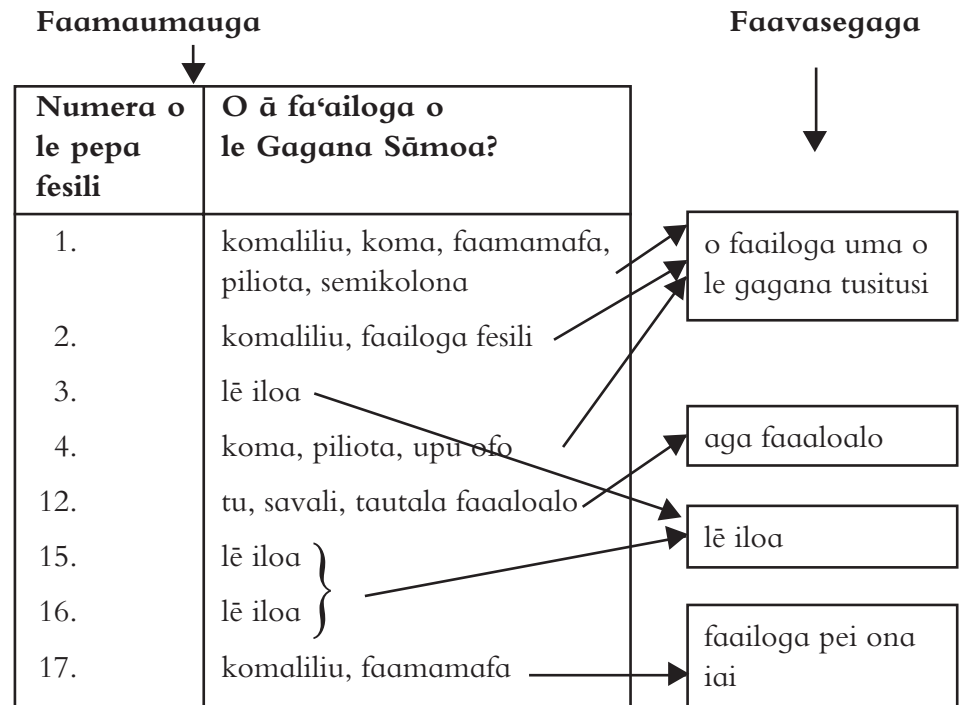 Faamaumauga
Faavasegaga
Numera o
le pepa
fesili
O ā fa‘ailoga o
le Gagana Sāmoa?
1.
komaliliu, koma, faamamafa,
piliota, semikolona
2.
komaliliu, faailoga fesili
3.
lē iloa
4.
koma, piliota, upu ofo
12.
tu, savali, tautala faaaloalo
15.
lē iloa
16.
lē iloa
17.
komaliliu, faamamafa
o faailoga uma o
le gagana tusitusi
aga faaaloalo
lē iloa
faailoga pei ona
iai